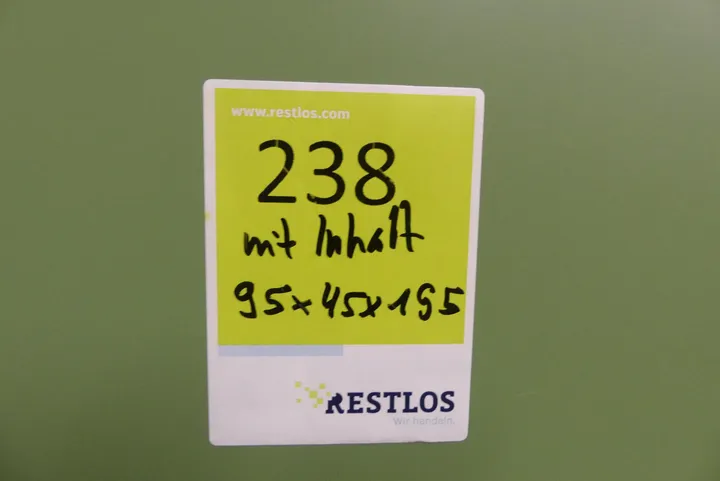 www.restlos.com
238
mit Inhalt
95x45x195
RESTLOS
Wir handeln.